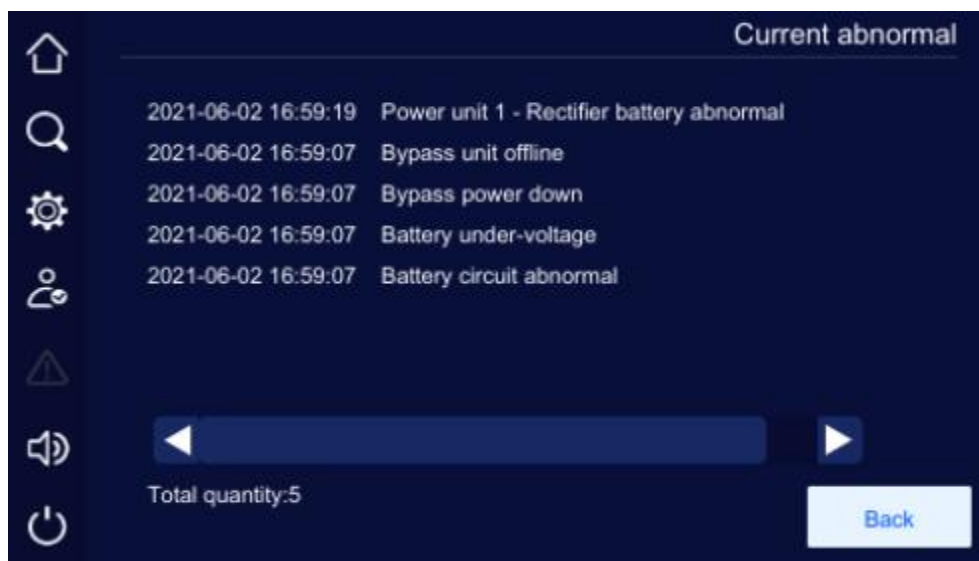 Current abnormal
2021-06-02 16:59:19 Power unit 1 - Rectifier battery abnormal
2021-06-02 16:59:07 Bypass unit offline
2021-06-02 16:59:07 Bypass power down
2021-06-02 16:59:07 Battery under-voltage
2021-06-02 16:59:07 Battery circuit abnormal
Total quantity:5
Back